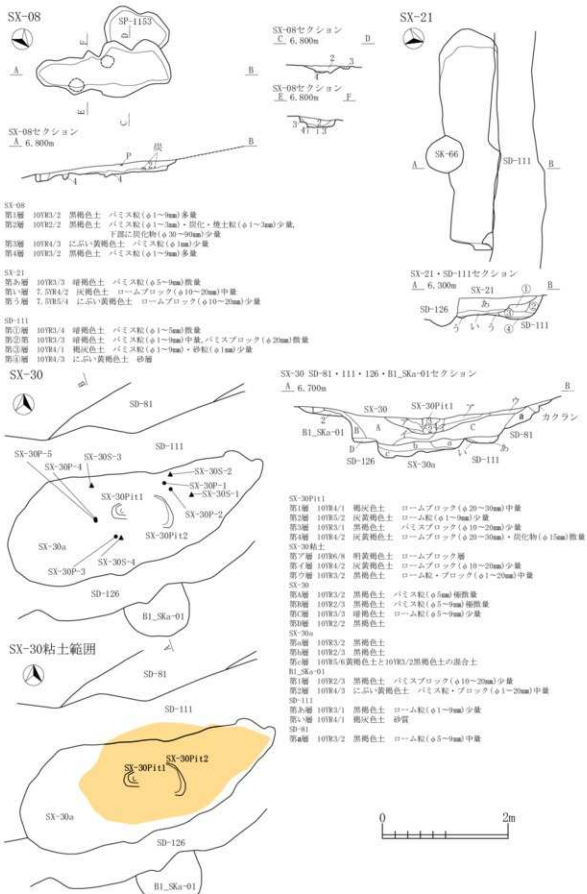 SX-08
SP-1153
A
B
C
D
E
F
SX-08セクション
A 6.800m
B
P
炭
4
SX-08セクション
C 6.800m D
2
3
4
SX-08セクション
E 6.800m F
SX-21
A
B
SK-66
SD-111
SX-21・SD-111セクション
A 6.300m B
SX-21
SD-126
あ
う
い
う
①
②
④
SD-111
SX-08
第1層 10YR3/2 黒褐色土 パミス粒(φ1~9㎜)多量
第2層 10YR2/2 黒褐色土 パミス粒(φ1~3㎜)・炭化・焼土粒(φ1~3㎜)少量,
下部に炭化物(φ30~90㎜)少量
第3層 10YR4/3 にぶい黄褐色土 パミス粒(φ1㎜)少量
第4層 10YR3/2 黒褐色土 パミス粒(φ1~9㎜)多量
SX-21
第あ層 10YR3/3 暗褐色土 パミス粒(φ5~9㎜)微量
第い層 7.5YR4/2 灰褐色土 ロームブロック(φ10~20㎜)中量
第う層 7.5YR5/4 にぶい黄褐色土 ロームブロック(φ10~20㎜)少量
SD-111
第①層 10YR3/4 暗褐色土 パミス粒(φ1~5㎜)微量
第②層 10YR3/3 暗褐色土 パミス粒(φ1~9㎜)中量,パミスブロック(φ20㎜)微量
第③層 10YR4/1 褐灰色土 パミス粒(φ1~9㎜)・砂粒(φ1㎜)少量
第④層 10YR4/3 にぶい黄褐色土 砂層
SX-30
B
SD-81
SD-111
SX-30P-5
SX-30P-4
SX-30S-3
SX-30S-2
SX-30P-1
SX-30S-1
SX-30P-2
SX-30Pit1
SX-30Pit2
SX-30a
SX-30P-3
SX-30S-4
SD-126
B1_SKa-01
A
SX-30 SD-81・111・126・B1_SKa-01セクション
A 6.700m B
SX-30
SX-30Pit1
ア
ウ
カクラン
B1_SKa-01
SD-81
SD-126
SX-30a
SD-111
SX-30Pit1
第1層 10YR4/1 褐灰色土 ロームブロック(φ20~30㎜)中量
第2層 10YR5/2 灰黄褐色土 ローム粒(φ1~9㎜)少量
第3層 10YR3/1 黒褐色土 パミスブロック(φ10~20㎜)少量
第4層 10YR4/2 灰黄褐色土 ロームブロック(φ20~30㎜)・炭化物(φ15㎜)微量
SX-30粘土
第ア層 10YR6/8 明黄褐色土 ロームブロック層
第イ層 10YR4/2 灰黄褐色土 ロームブロック(φ10~20㎜)少量
第ウ層 10YR3/2 黒褐色土 ローム粒・ブロック(φ1~20㎜)中量
SX-30
第A層 10YR3/2 黒褐色土 パミス粒(φ5㎜)極微量
第B層 10YR2/3 黒褐色土 パミス粒(φ5~9㎜)極微量
第C層 10YR3/3 暗褐色土 ローム粒(φ5~9㎜)少量
第D層 10YR2/2 黒褐色土
SX-30a
第a層 10YR3/2 黒褐色土
第b層 10YR2/3 黒褐色土
第c層 10YR5/6黄褐色土と10YR3/2黒褐色土の混合土
B1_SKa-01
第1層 10YR2/3 黒褐色土 パミスブロック(φ10~20㎜)少量
第2層 10YR4/3 にぶい黄褐色土 パミス粒・ブロック(φ1~20㎜)中量
SD-111
第あ層 10YR3/1 黒褐色土 ローム粒(φ1~9㎜)少量
第い層 10YR4/1 褐灰色土 砂質
SD-81
第a層 10YR3/2 黒褐色土 ローム粒(φ5~9㎜)中量
SX-30粘土範囲
SD-81
SD-111
SX-30Pit1
SX-30Pit2
SX-30a
SD-126
B1_SKa-01
0 2m